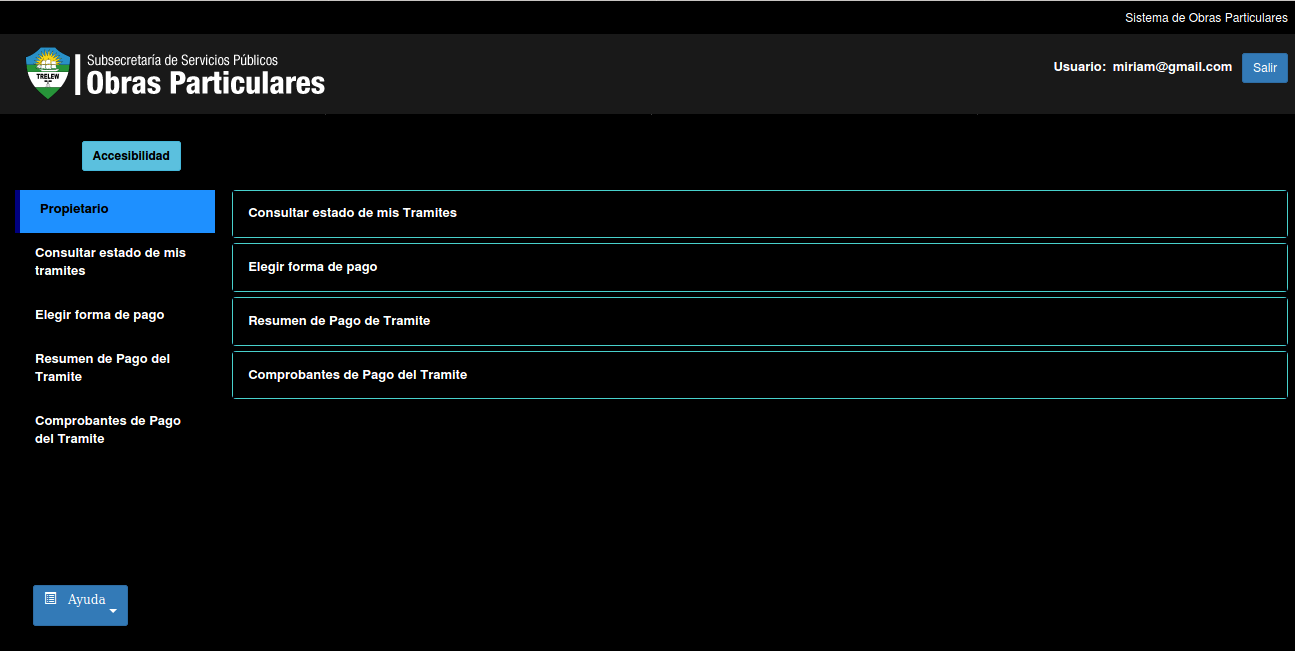 Sistema de Obras Particulares
TRELEW
Subsecretaría de Servicios Públicos
Obras Particulares
Usuario: miriam@gmail.com
Salir
Accesibilidad
Propietario
Consultar estado de mis
tramites
Elegir forma de pago
Resumen de Pago del
Tramite
Comprobantes de Pago
del Tramite
Consultar estado de mis Tramites
Elegir forma de pago
Resumen de Pago de Tramite
Comprobantes de Pago del Tramite
Ayuda